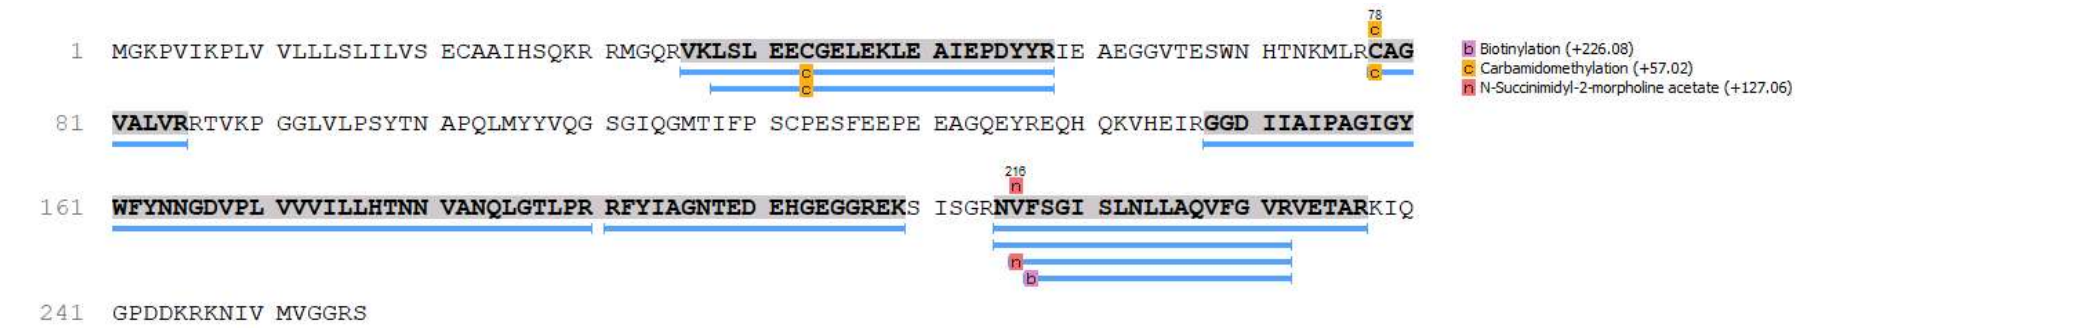 78
c
1 MGKPVIKPLV VLLLSLILVS ECAAIHSQKR RMGQRVKLSL EECGELEKLE AIEPDYYRIE AEGGVTESWN HTNKMLRCAG
b Biotinylation (+226.08)
c c
c Carbamidomethylation (+57.02)
c
n N-Succinimidyl-2-morpholine acetate (+127.06)
81 VALVRRTVKP GGLVLPSYTN APQLMYYVQG SGIQGMTIFP SCPESFEEPE EAGQEYREQH QKVHEIRGGD IIAIPAGIGY
216
n
161 WFYNNGDVPL VVVILLHTNN VANQLGTLPR RFYIAGNTED EHGEGGREKS ISGRNVFSGI SLNLLAQVFG VRVETARKIQ
n
b
241 GPDDKRKNIV MVGGRS